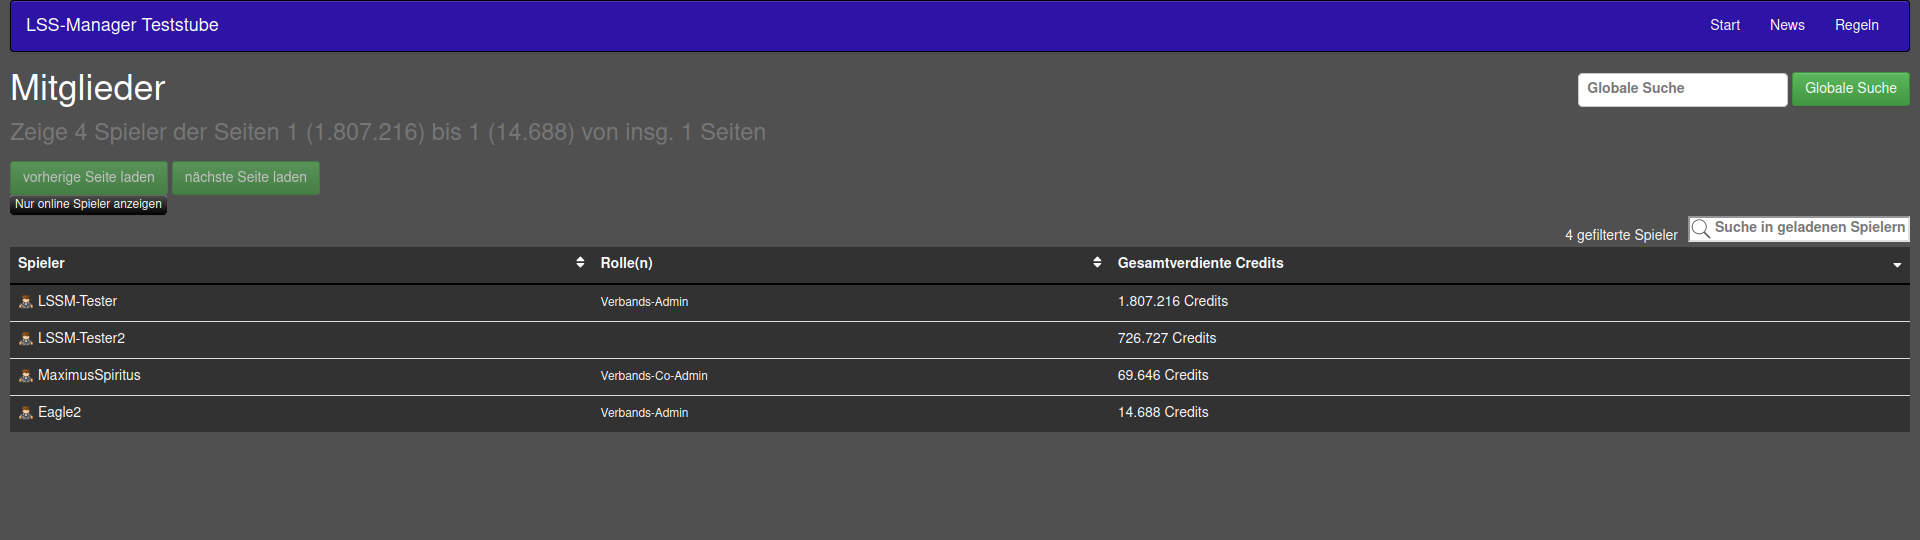 LSS-Manager Teststube Start News Regeln
Mitglieder
Globale Suche Globale Suche
Zeige 4 Spieler der Seiten 1 (1.807.216) bis 1 (14.688) von insg. 1 Seiten
vorherige Seite laden nächste Seite laden
Nur online Spieler anzeigen
4 gefilterte Spieler Suche in geladenen Spielern
Spieler Rolle(n) Gesamtverdiente Credits
LSSM-Tester Verbands-Admin 1.807.216 Credits
LSSM-Tester2 726.727 Credits
MaximusSpiritus Verbands-Co-Admin 69.646 Credits
Eagle2 Verbands-Admin 14.688 Credits